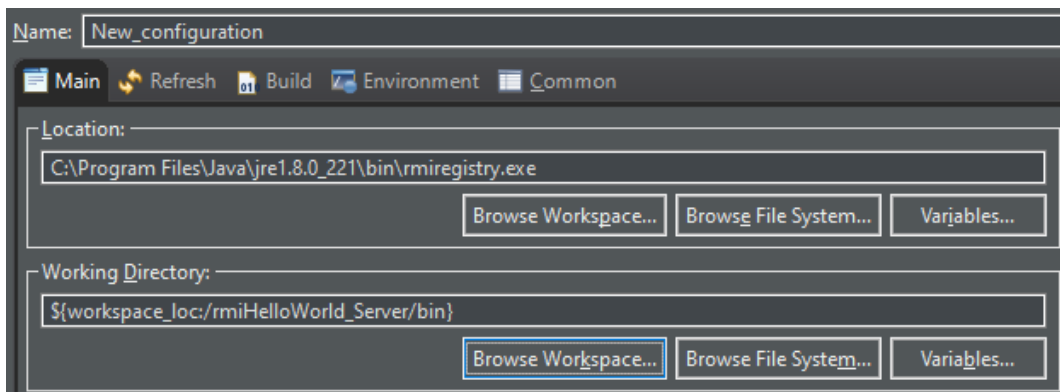 Name: New_configuration
Main Refresh Build Environment Common
Location:
C:\Program Files\Java\jre1.8.0_221\bin\rmiregistry.exe
Browse Workspace... Browse File System... Variables...
Working Directory:
${workspace_loc:/rmiHelloWorld_Server/bin}
Browse Workspace... Browse File System... Variables...